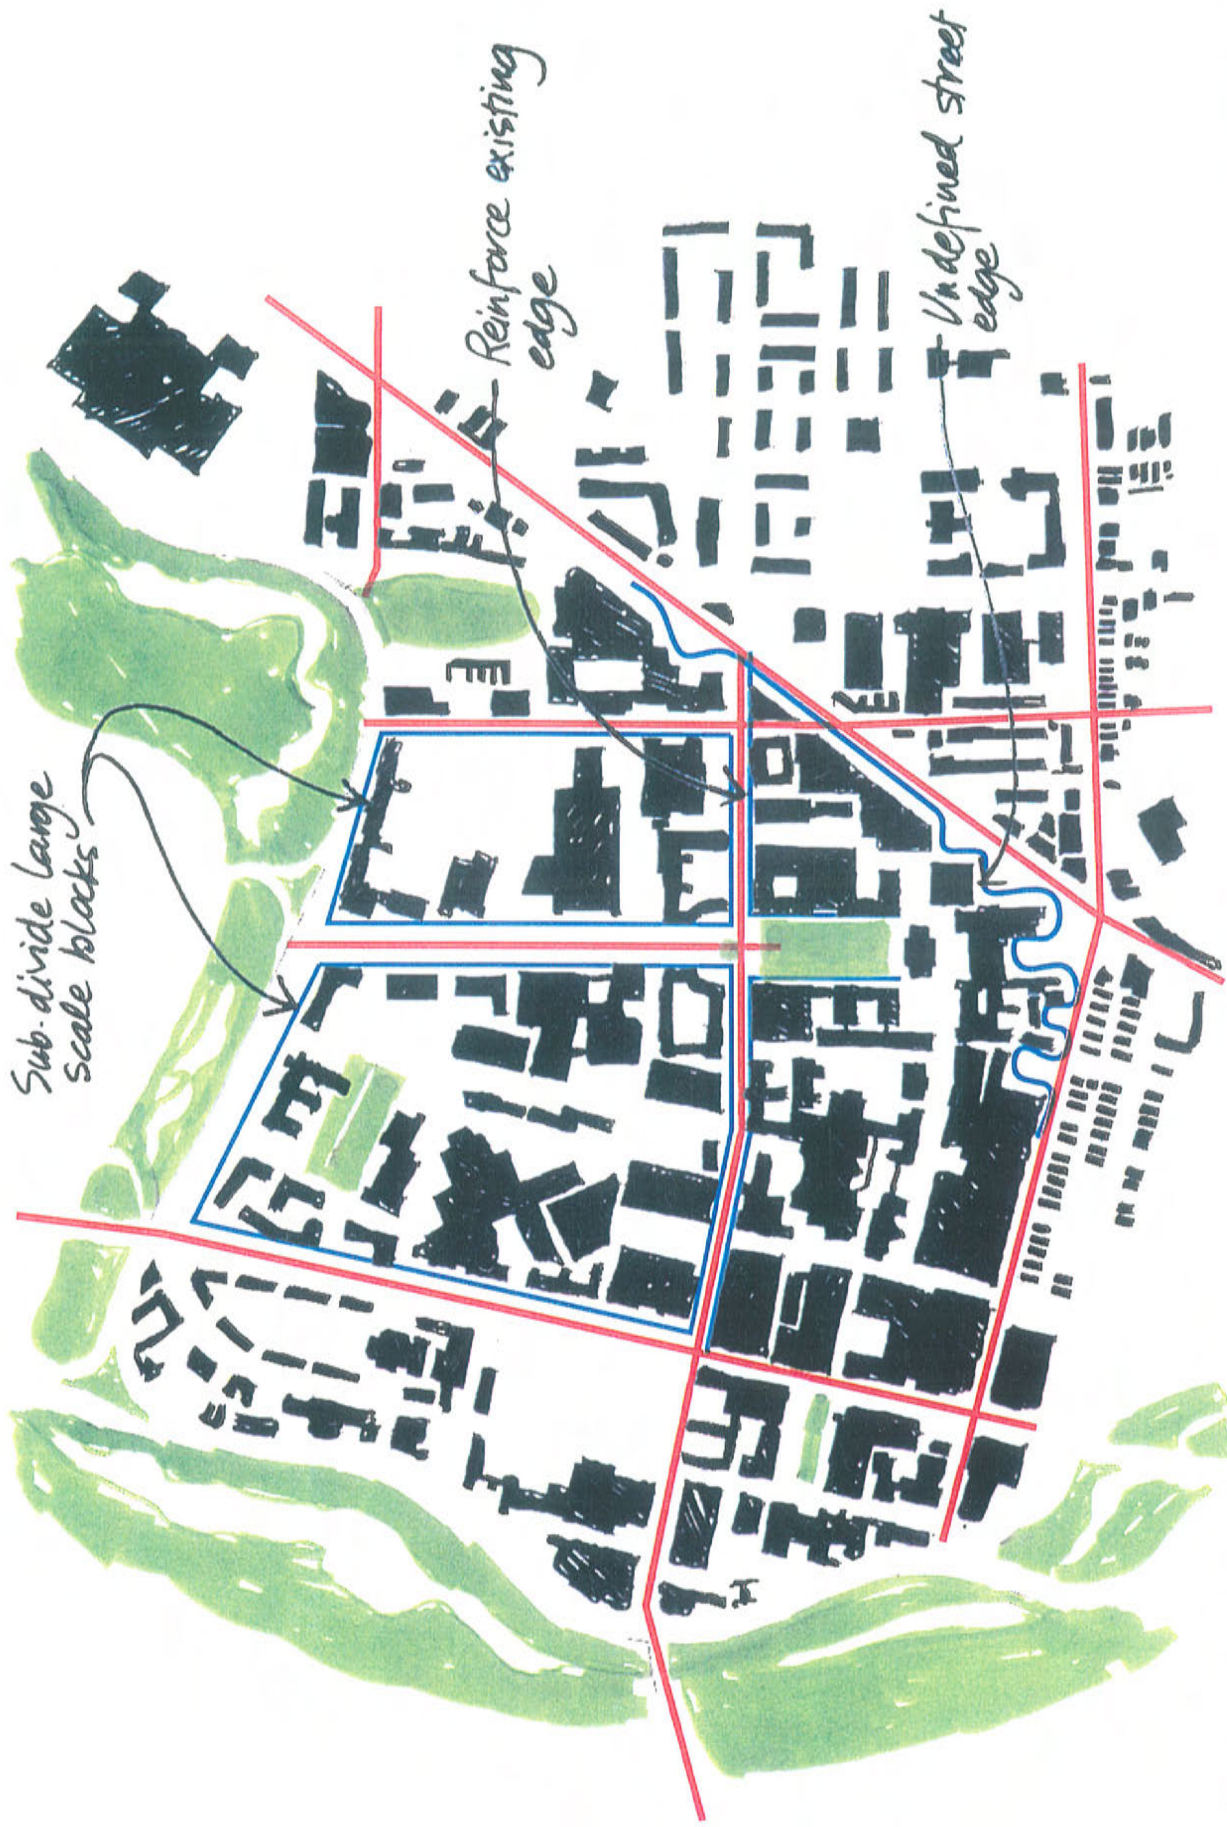 Sub-divide large
scale blocks
Reinforce existing
edge
Undefined street
edge